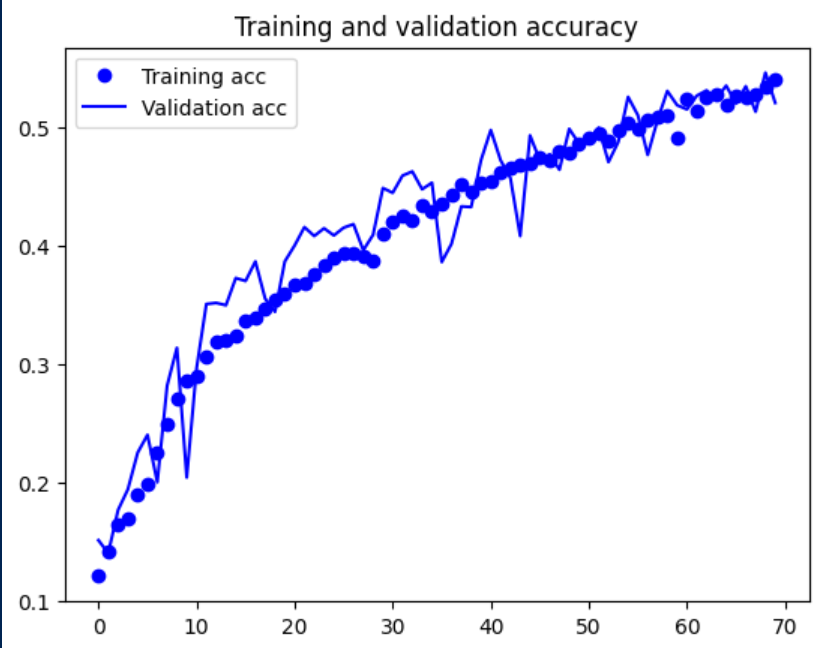 Training and validation accuracy
Training acc
Validation acc
0.5
0.4
0.3
0.2
0.1
0 10 20 30 40 50 60 70